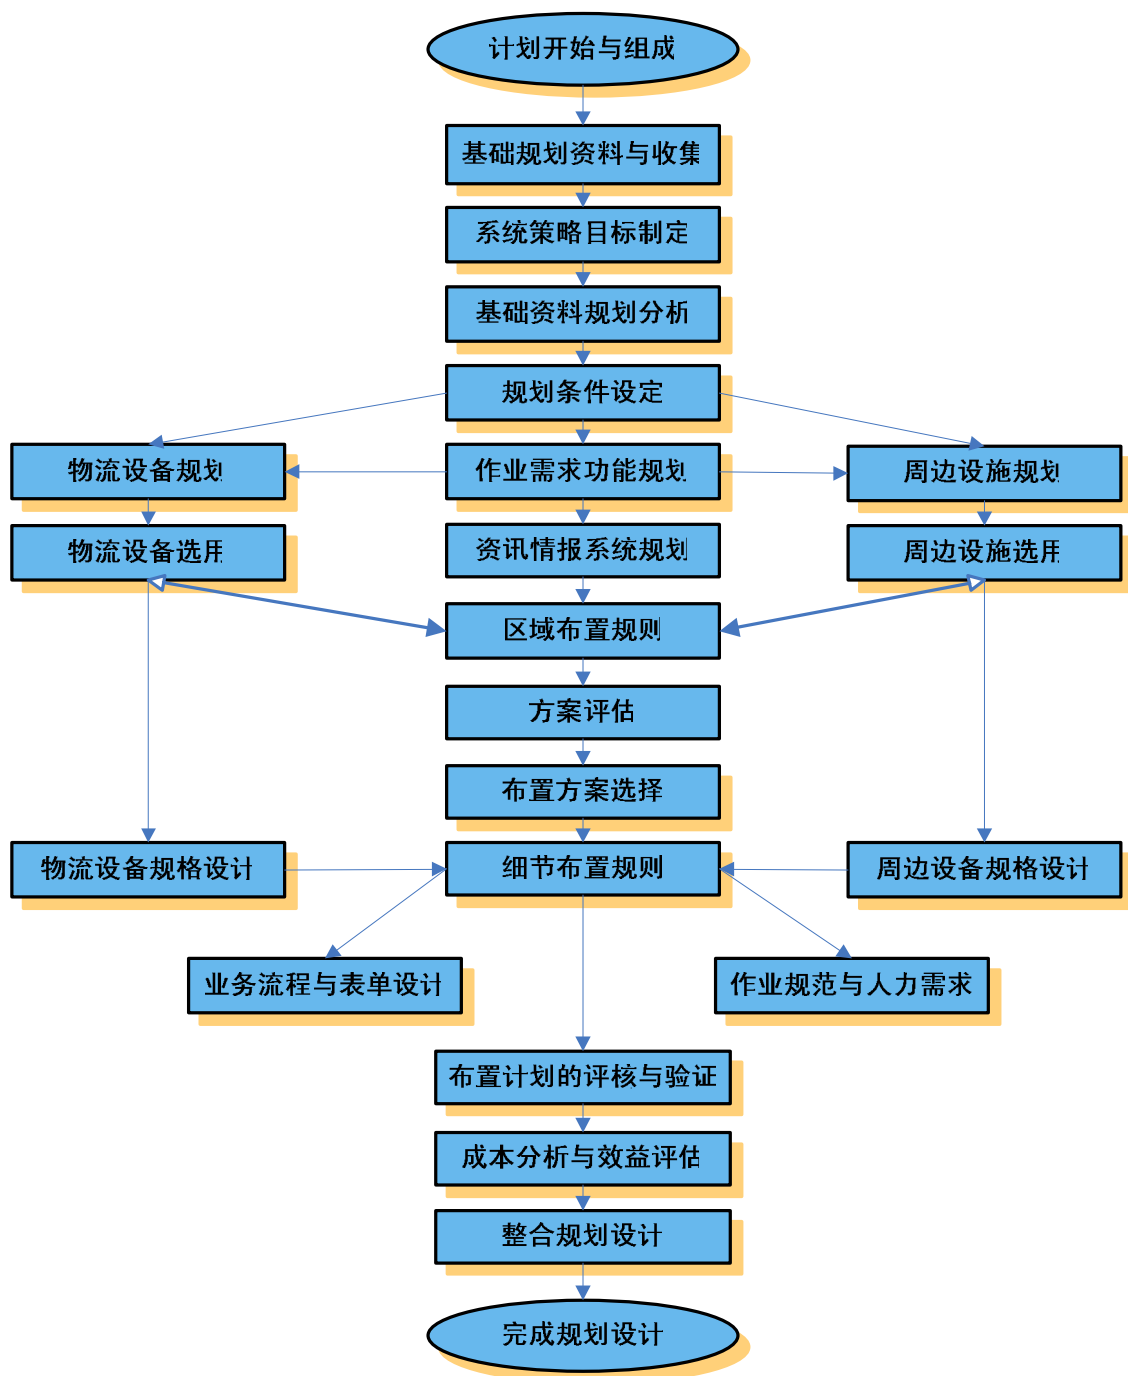 计划开始与组成
基础规划资料与收集
系统策略目标制定
基础资料规划分析
规划条件设定
物流设备规划
作业需求功能规划
周边设施规划
物流设备选用
资讯情报系统规划
周边设施选用
区域布置规则
方案评估
布置方案选择
物流设备规格设计
细节布置规则
周边设备规格设计
业务流程与表单设计
作业规范与人力需求
布置计划的评核与验证
成本分析与效益评估
整合规划设计
完成规划设计